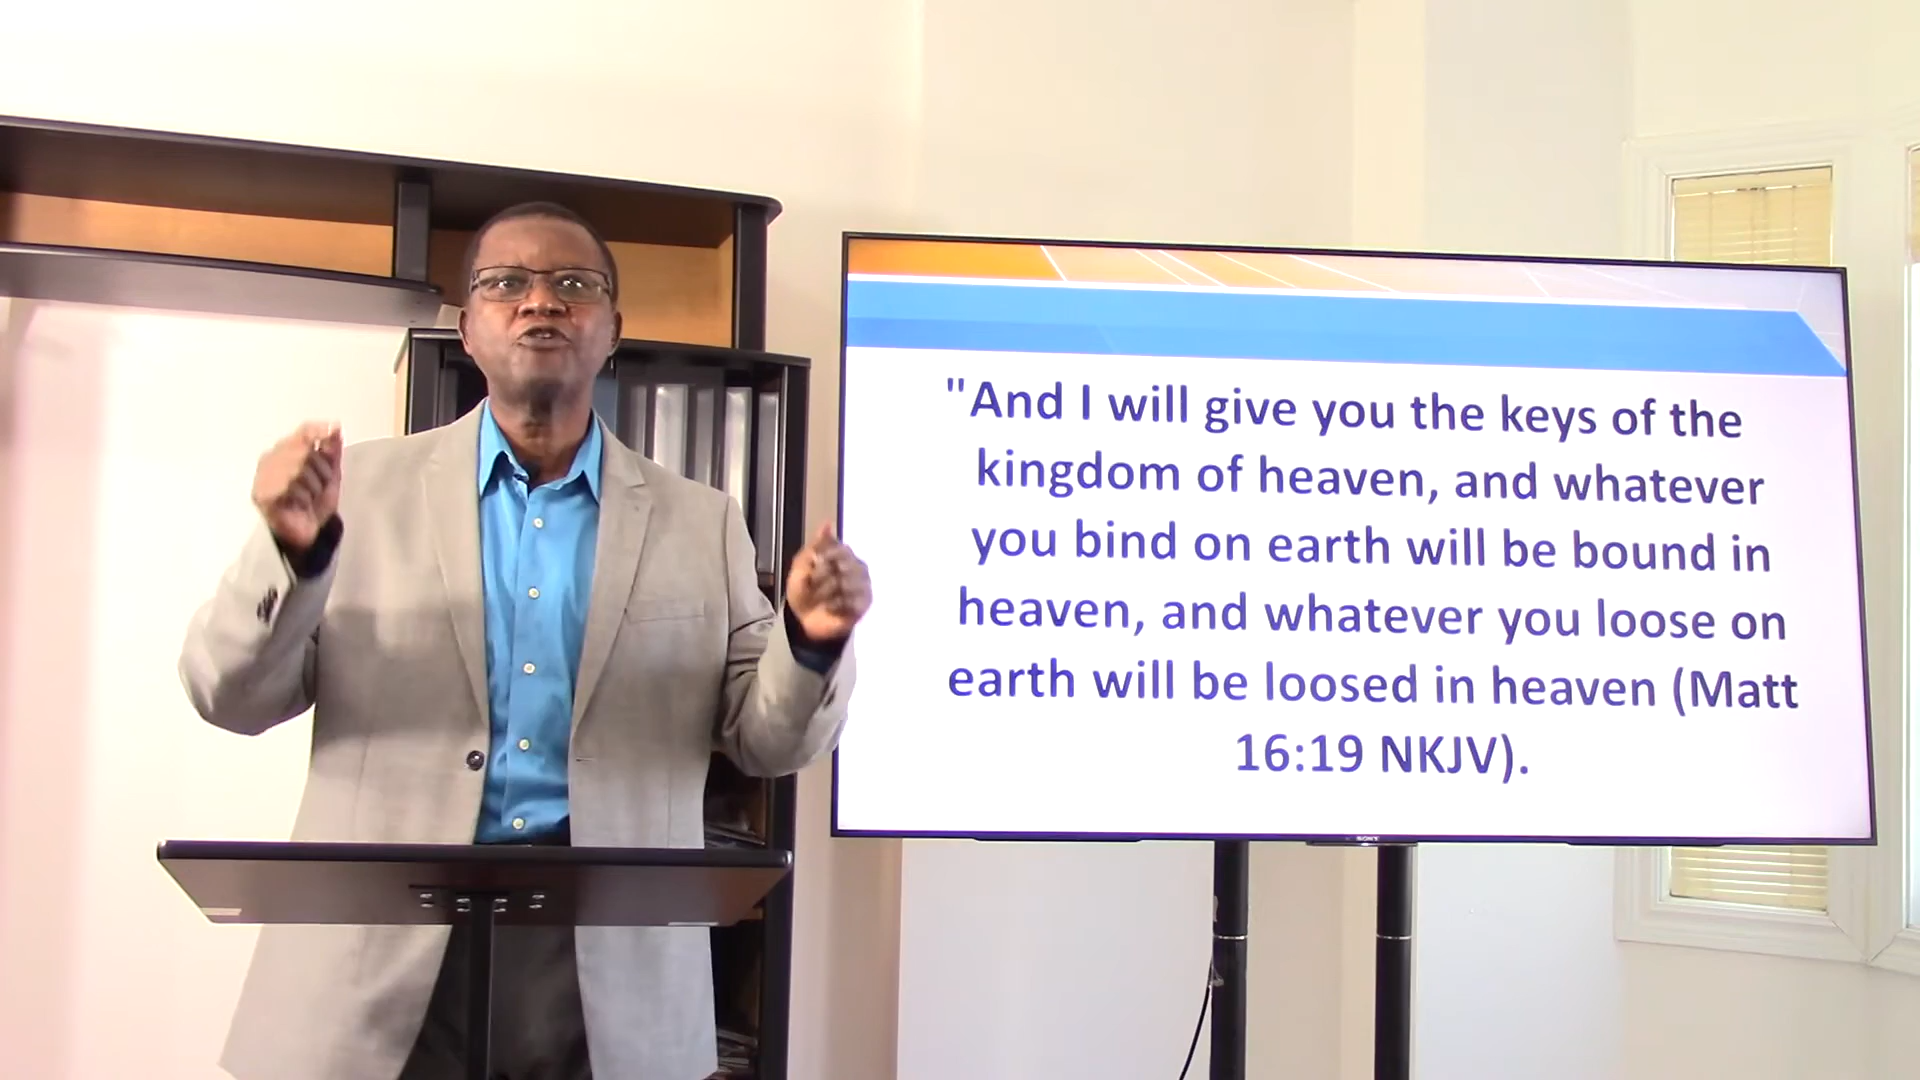 "And I will give you the keys of the
kingdom of heaven, and whatever
you bind on earth will be bound in
heaven, and whatever you loose on
earth will be loosed in heaven (Matt
16:19 NKJV).
SONY